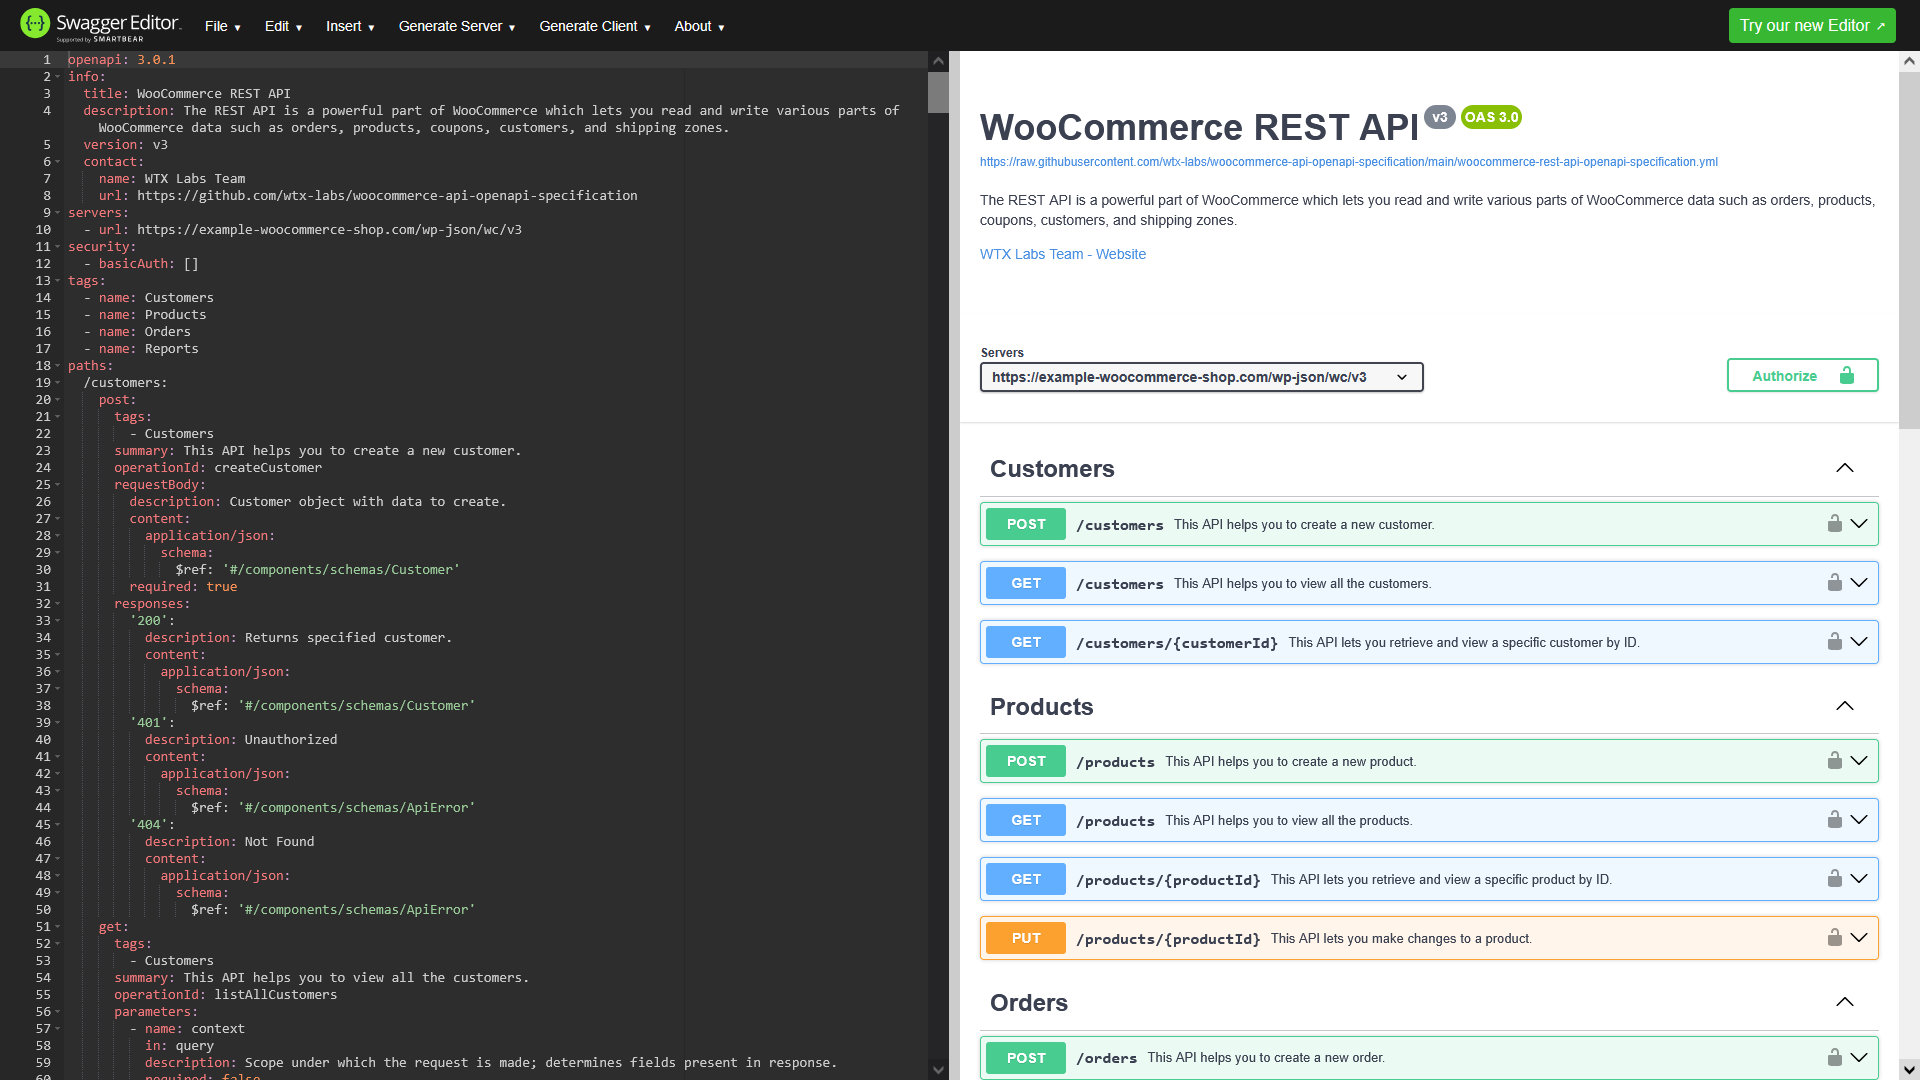 Swagger Editor
Supported by SMARTBEAR
File Edit Insert Generate Server Generate Client About
Try our new Editor
1 openapi: 3.0.1
2 info:
3 title: WooCommerce REST API
4 description: The REST API is a powerful part of WooCommerce which lets you read and write various parts of
WooCommerce data such as orders, products, coupons, customers, and shipping zones.
5 version: v3
6 contact:
7 name: WTX Labs Team
8 url: https://github.com/wtx-labs/woocommerce-api-openapi-specification
9 servers:
10 - url: https://example-woocommerce-shop.com/wp-json/wc/v3
11 security:
12 - basicAuth: []
13 tags:
14 - name: Customers
15 - name: Products
16 - name: Orders
17 - name: Reports
18 paths:
19 /customers:
20 post:
21 tags:
22 - Customers
23 summary: This API helps you to create a new customer.
24 operationId: createCustomer
25 requestBody:
26 description: Customer object with data to create.
27 content:
28 application/json:
29 schema:
30 $ref: '#/components/schemas/Customer'
31 required: true
32 responses:
33 '200':
34 description: Returns specified customer.
35 content:
36 application/json:
37 schema:
38 $ref: '#/components/schemas/Customer'
39 '401':
40 description: Unauthorized
41 content:
42 application/json:
43 schema:
44 $ref: '#/components/schemas/ApiError'
45 '404':
46 description: Not Found
47 content:
48 application/json:
49 schema:
50 $ref: '#/components/schemas/ApiError'
51 get:
52 tags:
53 - Customers
54 summary: This API helps you to view all the customers.
55 operationId: listAllCustomers
56 parameters:
57 - name: context
58 in: query
59 description: Scope under which the request is made; determines fields present in response.
60 required: false
WooCommerce REST API v3 OAS 3.0
https://raw.githubusercontent.com/wtx-labs/woocommerce-api-openapi-specification/main/woocommerce-rest-api-openapi-specification.yml
The REST API is a powerful part of WooCommerce which lets you read and write various parts of WooCommerce data such as orders, products,
coupons, customers, and shipping zones.
WTX Labs Team - Website
Servers
https://example-woocommerce-shop.com/wp-json/wc/v3
Authorize
Customers
POST /customers This API helps you to create a new customer.
GET /customers This API helps you to view all the customers.
GET /customers/{customerId} This API lets you retrieve and view a specific customer by ID.
Products
POST /products This API helps you to create a new product.
GET /products This API helps you to view all the products.
GET /products/{productId} This API lets you retrieve and view a specific product by ID.
PUT /products/{productId} This API lets you make changes to a product.
Orders
POST /orders This API helps you to create a new order.